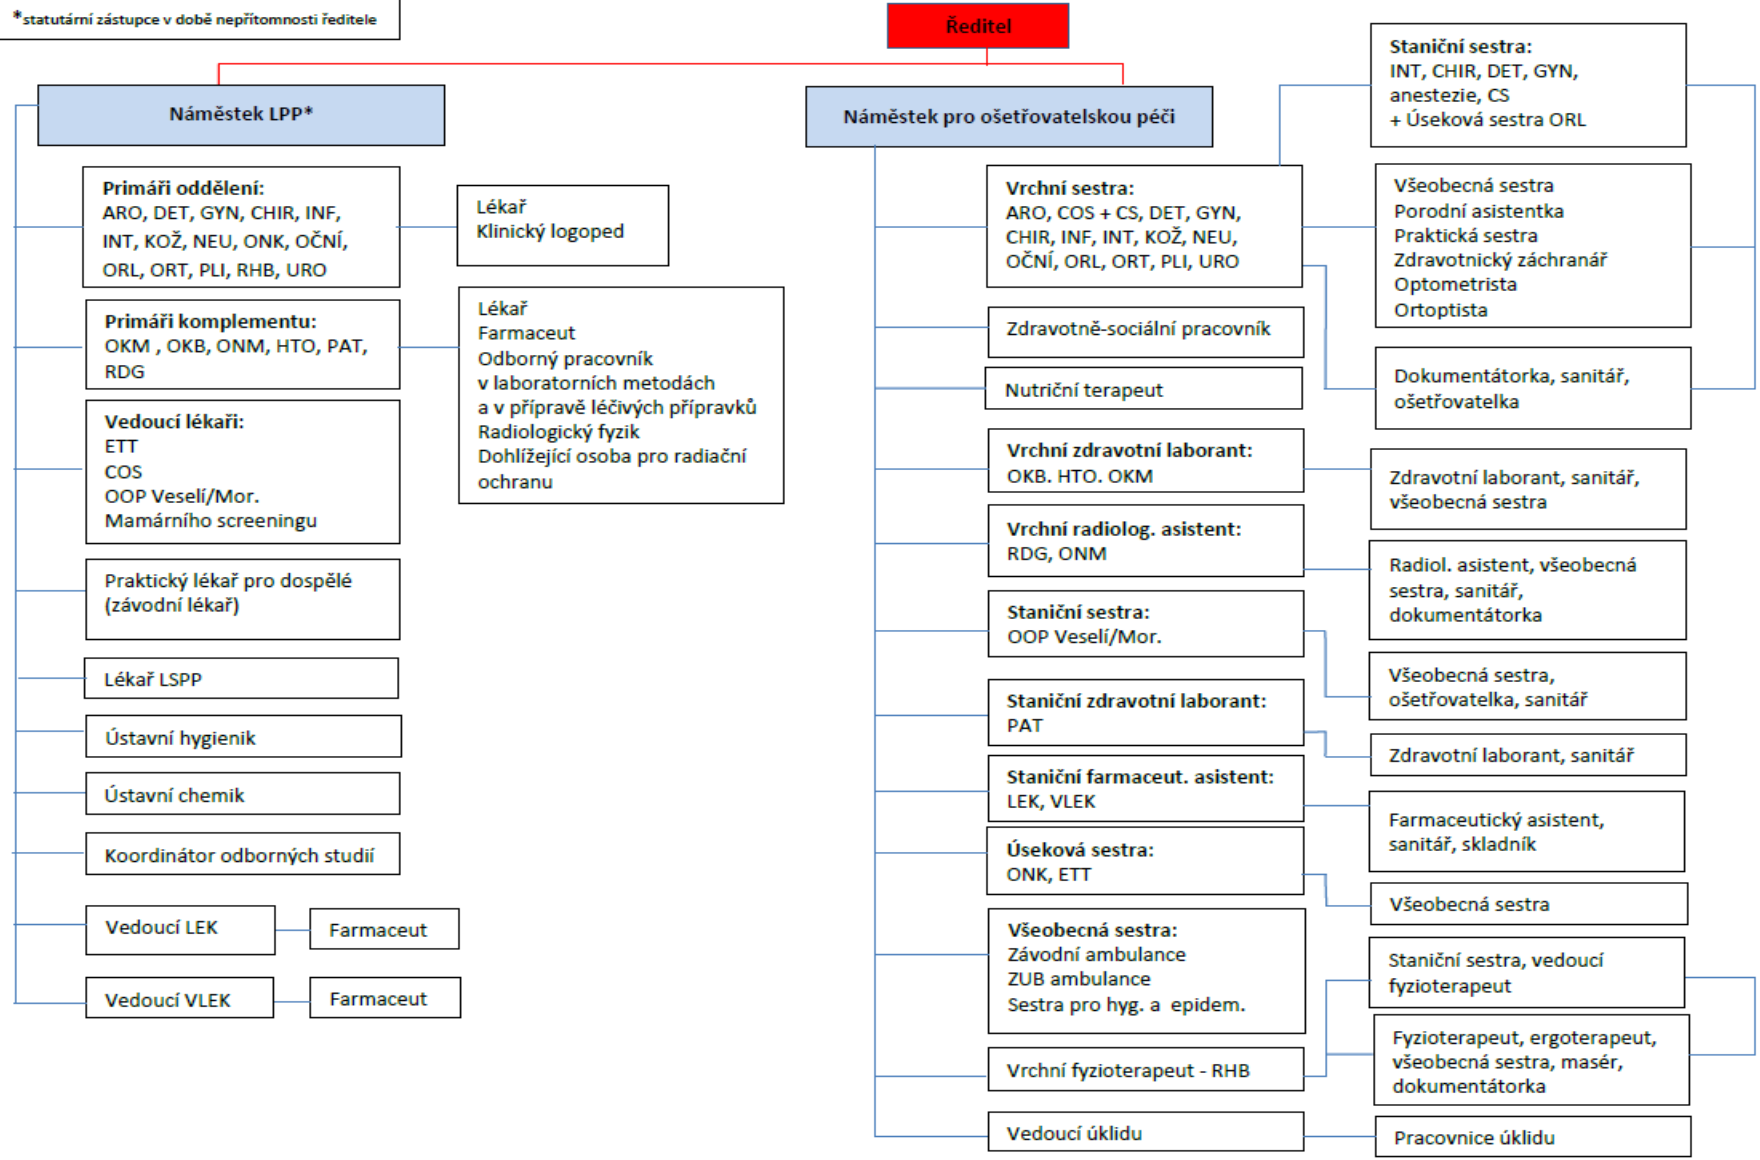 *statutární zástupce v době nepřítomnosti ředitele
Ředitel
Náměstek LPP*
Primáři oddělení:
ARO, DET, GYN, CHIR, INF,
INT, KOŽ, NEU, ONK, OČNÍ,
ORL, ORT, PLI, RHB, URO
Lékař
Klinický logoped
Primáři komplementu:
OKM , OKB, ONM, HTO, PAT,
RDG
Lékař
Farmaceut
Odborný pracovník
v laboratorních metodách
a v přípravě léčivých přípravků
Radiologický fyzik
Dohlížející osoba pro radiační
ochranu
Vedoucí lékaři:
ETT
COS
OOP Veselí/Mor.
Mamárního screeningu
Praktický lékař pro dospělé
(závodní lékař)
Lékař LSPP
Ústavní hygienik
Ústavní chemik
Koordinátor odborných studií
Vedoucí LEK
Farmaceut
Vedoucí VLEK
Farmaceut
Náměstek pro ošetřovatelskou péči
Vrchní sestra:
ARO, COS + CS, DET, GYN,
CHIR, INF, INT, KOŽ, NEU,
OČNÍ, ORL, ORT, PLI, URO
Staniční sestra:
INT, CHIR, DET, GYN,
anestezie, CS
+ Úseková sestra ORL
Všeobecná sestra
Porodní asistentka
Praktická sestra
Zdravotnický záchranář
Optometrista
Ortoptista
Dokumentátorka, sanitář,
ošetřovatelka
Zdravotně-sociální pracovník
Nutriční terapeut
Vrchní zdravotní laborant:
OKB. HTO. OKM
Zdravotní laborant, sanitář,
všeobecná sestra
Vrchní radiolog. asistent:
RDG, ONM
Radiol. asistent, všeobecná
sestra, sanitář,
dokumentátorka
Staniční sestra:
OOP Veselí/Mor.
Všeobecná sestra,
ošetřovatelka, sanitář
Staniční zdravotní laborant:
PAT
Zdravotní laborant, sanitář
Staniční farmaceut. asistent:
LEK, VLEK
Farmaceutický asistent,
sanitář, skladník
Úseková sestra:
ONK, ETT
Všeobecná sestra
Všeobecná sestra:
Závodní ambulance
ZUB ambulance
Sestra pro hyg. a epidem.
Vrchní fyzioterapeut - RHB
Staniční sestra, vedoucí
fyzioterapeut
Fyzioterapeut, ergoterapeut,
všeobecná sestra, masér,
dokumentátorka
Vedoucí úklidu
Pracovnice úklidu